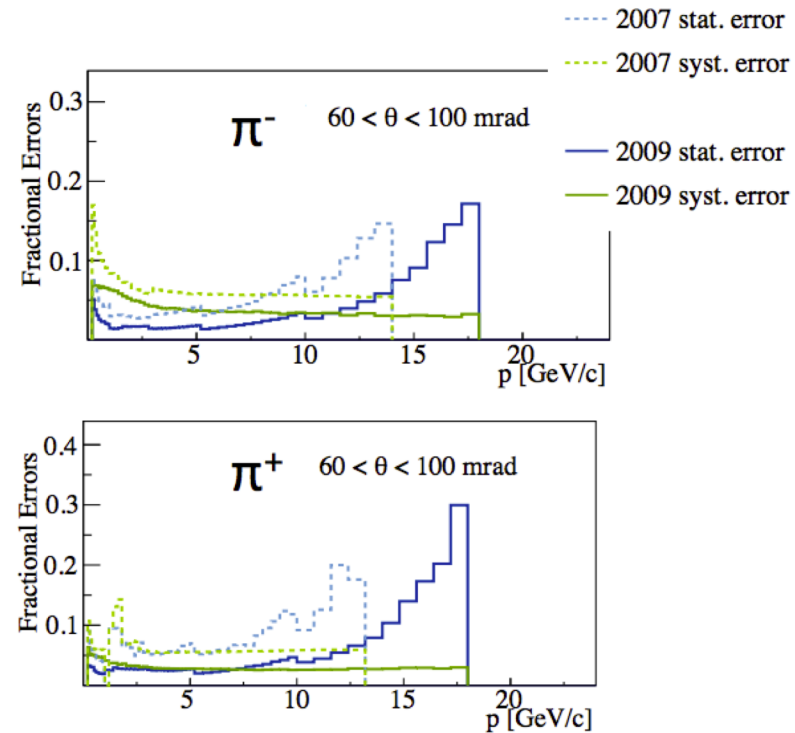 2007 stat. error
2007 syst. error
2009 stat. error
2009 syst. error
π-
60 < θ < 100 mrad
Fractional Errors
0.3
0.2
0.1
5
10
15
20
p [GeV/c]
π+
60 < θ < 100 mrad
Fractional Errors
0.4
0.3
0.2
0.1
5
10
15
20
p [GeV/c]